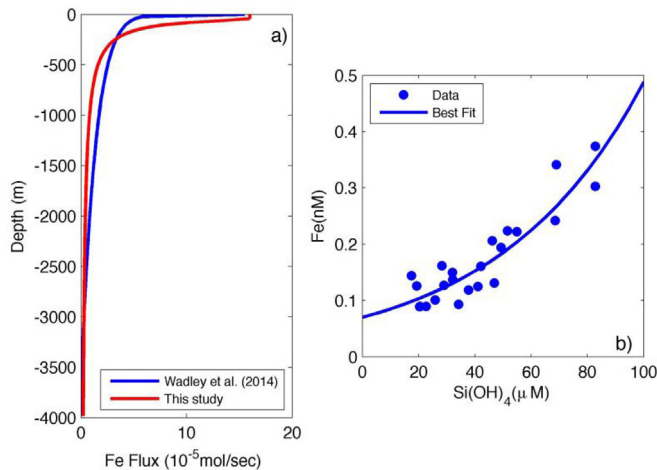 a)
0
-500
-1000
-1500
-2000
-2500
-3000
-3500
-4000
Depth (m)
Wadley et al. (2014)
This study
0 5 10 15 20
Fe Flux (10-5mol/sec)
0.5
0.4
0.3
0.2
0.1
0
Fe(nM)
Data
Best Fit
b)
0 20 40 60 80 100
Si(OH)4(μM)